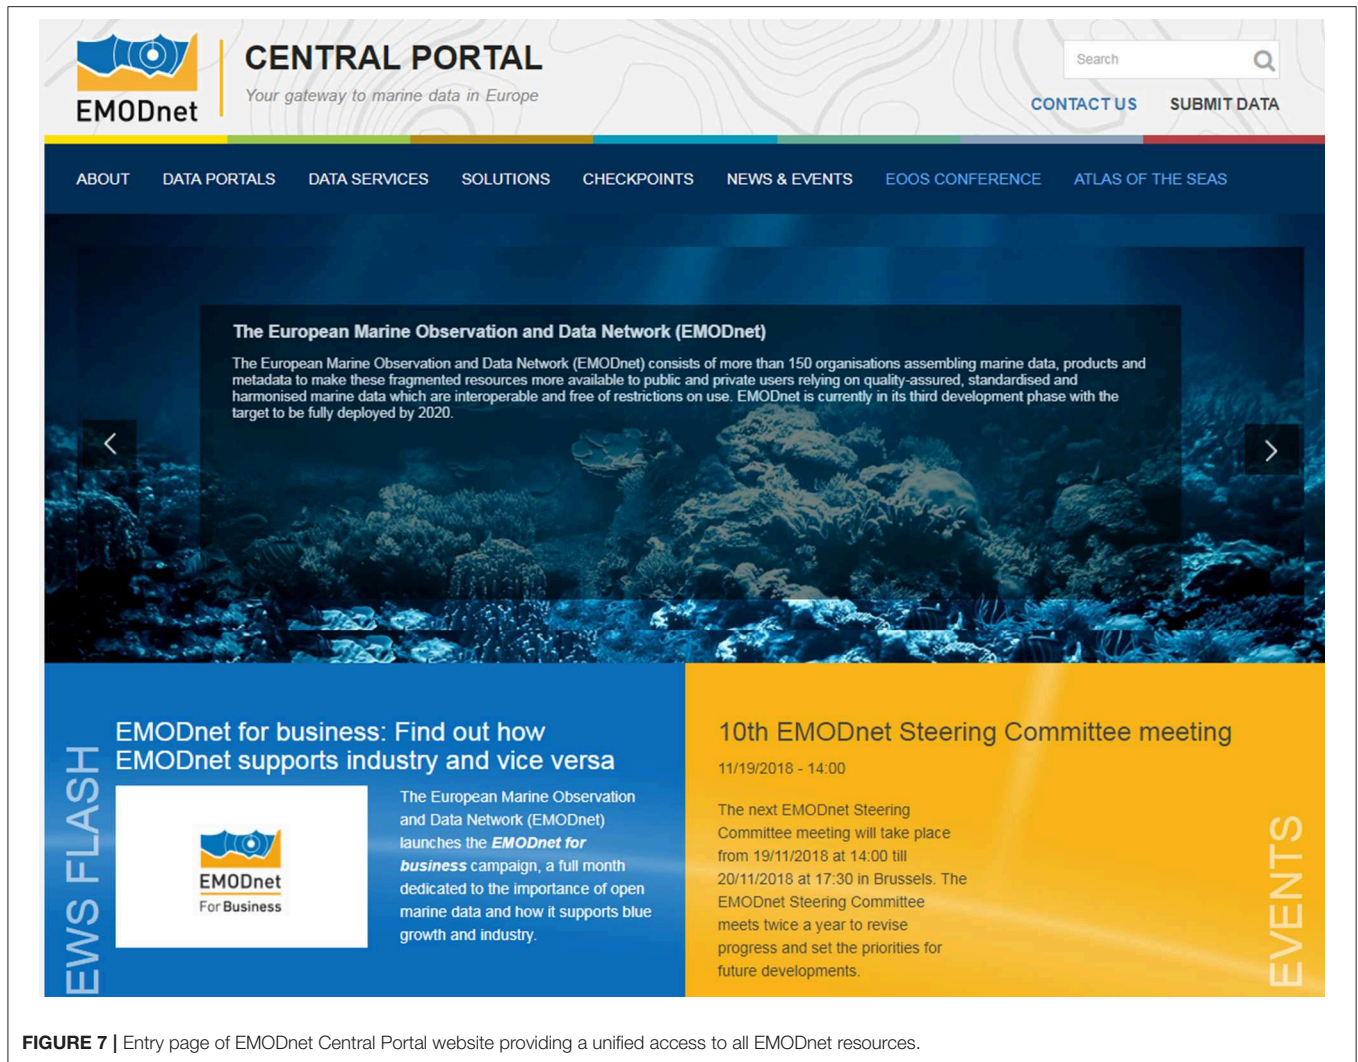 EMODnet
CENTRAL PORTAL
Your gateway to marine data in Europe
Search
CONTACT US SUBMIT DATA
ABOUT DATA PORTALS DATA SERVICES SOLUTIONS CHECKPOINTS NEWS & EVENTS EOOS CONFERENCE ATLAS OF THE SEAS
The European Marine Observation and Data Network (EMODnet)
The European Marine Observation and Data Network (EMODnet) consists of more than 150 organisations assembling marine data, products and
metadata to make these fragmented resources more available to public and private users relying on quality-assured, standardised and
harmonised marine data which are interoperable and free of restrictions on use. EMODnet is currently in its third development phase with the
target to be fully deployed by 2020.
EWS FLASH
EMODnet for business: Find out how
EMODnet supports industry and vice versa
EMODnet
For Business
The European Marine Observation
and Data Network (EMODnet)
launches the EMODnet for
business campaign, a full month
dedicated to the importance of open
marine data and how it supports blue
growth and industry.
10th EMODnet Steering Committee meeting
11/19/2018 - 14:00
The next EMODnet Steering
Committee meeting will take place
from 19/11/2018 at 14:00 till
20/11/2018 at 17:30 in Brussels. The
EMODnet Steering Committee
meets twice a year to revise
progress and set the priorities for
future developments.
EVENTS
FIGURE 7 | Entry page of EMODnet Central Portal website providing a unified access to all EMODnet resources.